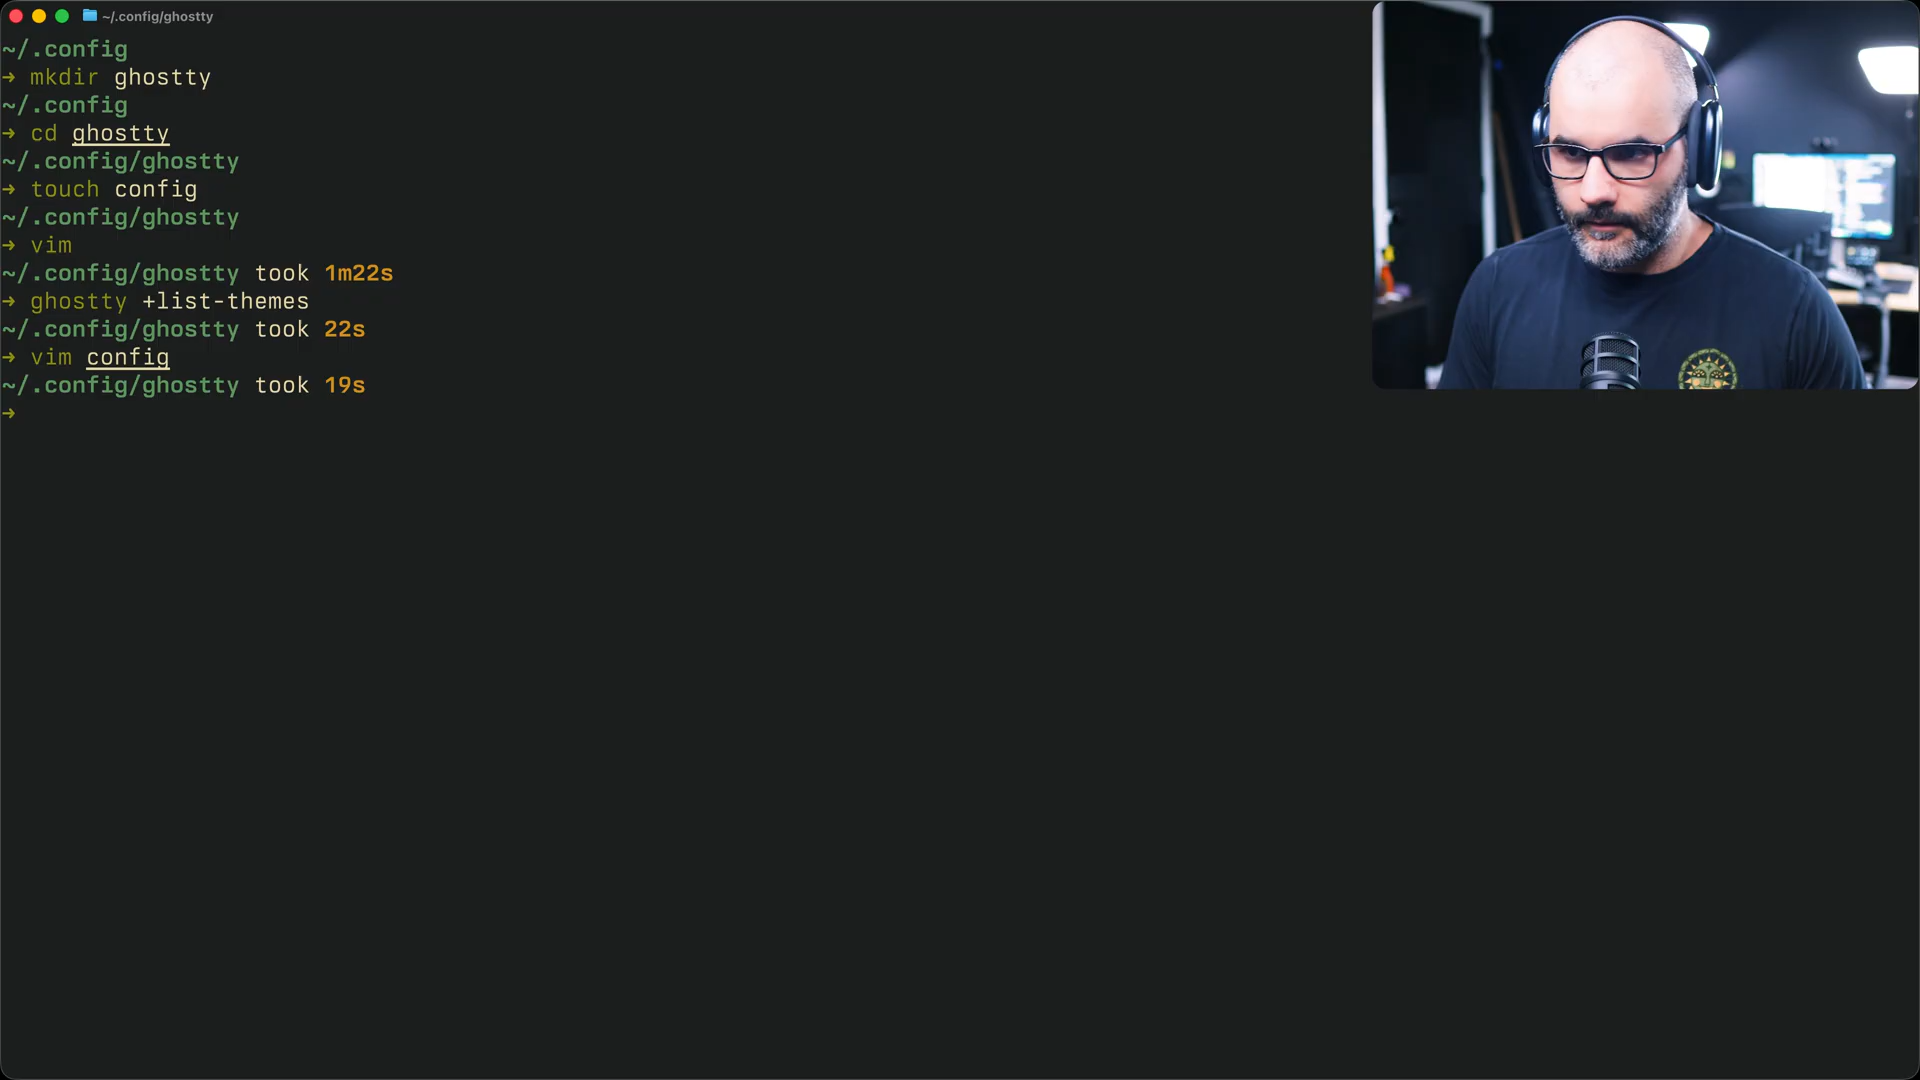 ~/.config/ghostty
~/.config
➜ mkdir ghostty
~/.config
➜ cd ghostty
~/.config/ghostty
➜ touch config
~/.config/ghostty
➜ vim
~/.config/ghostty took 1m22s
➜ ghostty +list-themes
~/.config/ghostty took 22s
➜ vim config
~/.config/ghostty took 19s
➜